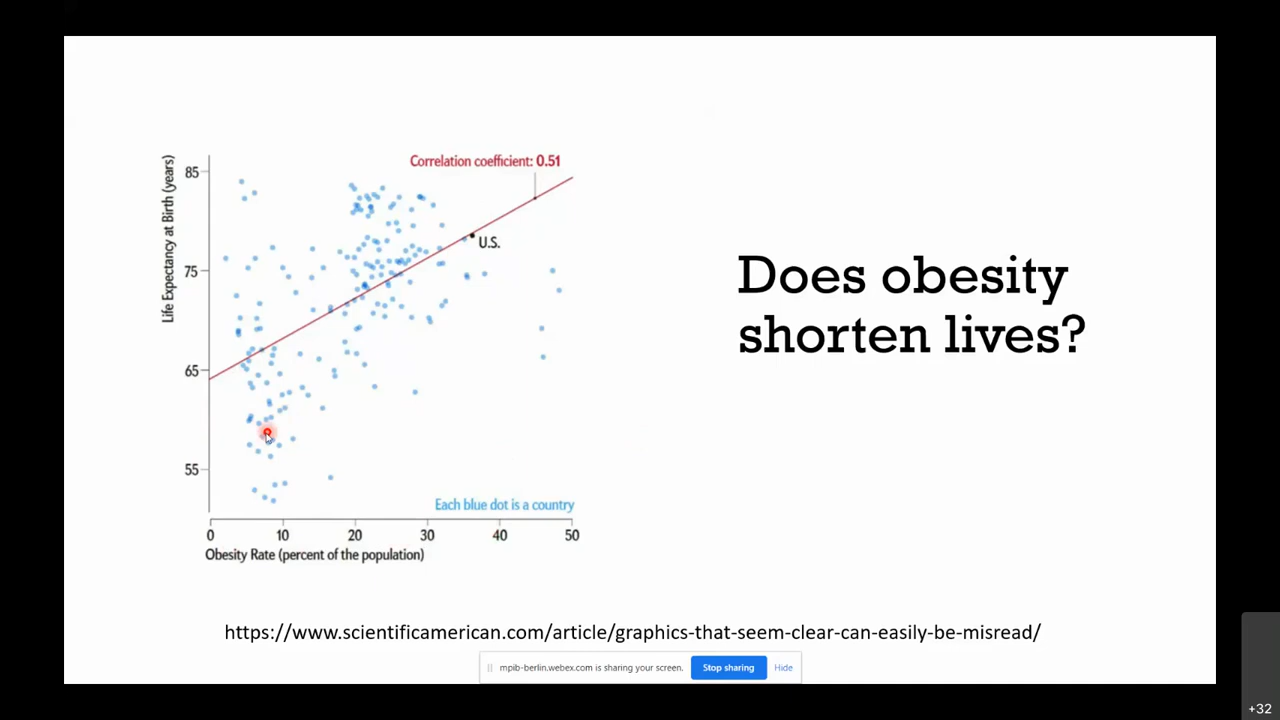 Correlation coefficient: 0.51
Life Expectancy at Birth (years)
85
75
65
55
U.S.
Each blue dot is a country
0 10 20 30 40 50
Obesity Rate (percent of the population)
Does obesity
shorten lives?
https://www.scientificamerican.com/article/graphics-that-seem-clear-can-easily-be-misread/
mpib-berlin.webex.com is sharing your screen. Stop sharing Hide
+32